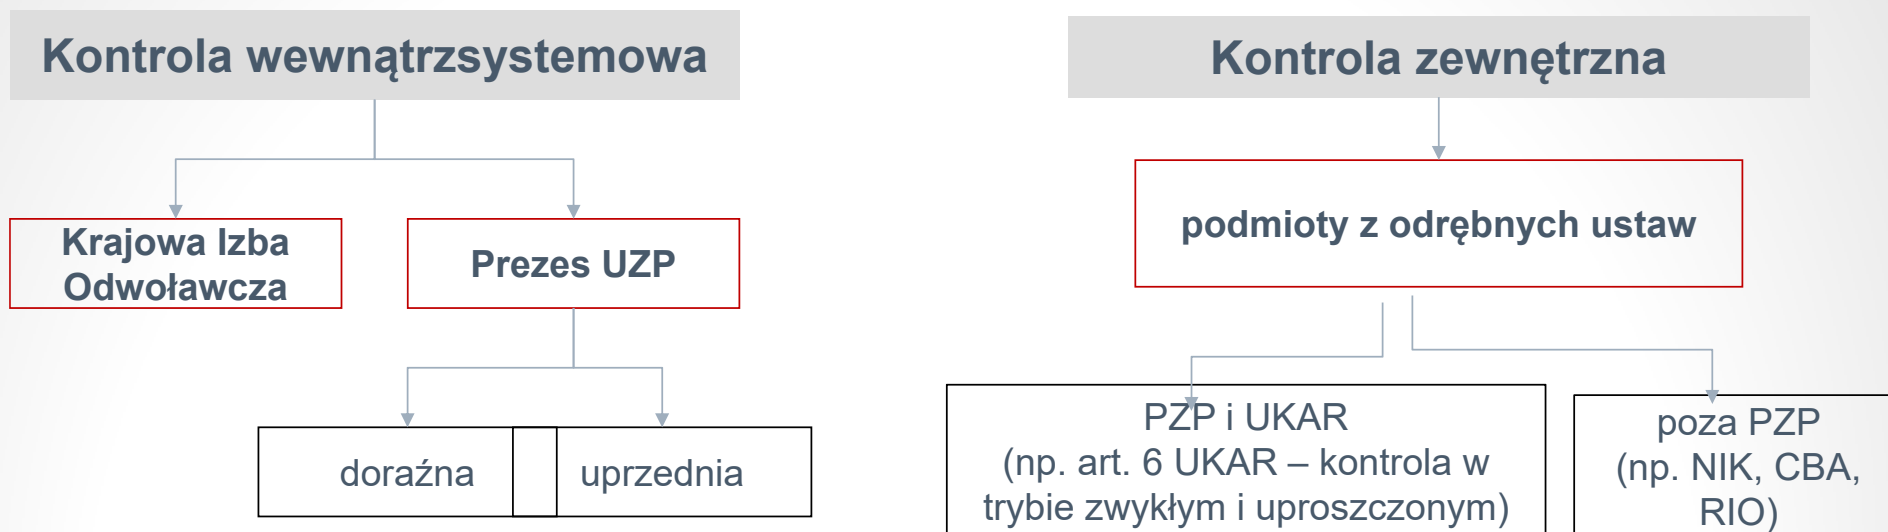 Kontrola wewnątrzsystemowa
Krajowa Izba
Odwoławcza
Prezes UZP
doraźna
uprzednia
Kontrola zewnętrzna
podmioty z odrębnych ustaw
PZP i UKAR
(np. art. 6 UKAR – kontrola w
trybie zwykłym i uproszczonym)
poza PZP
(np. NIK, CBA,
RIO)